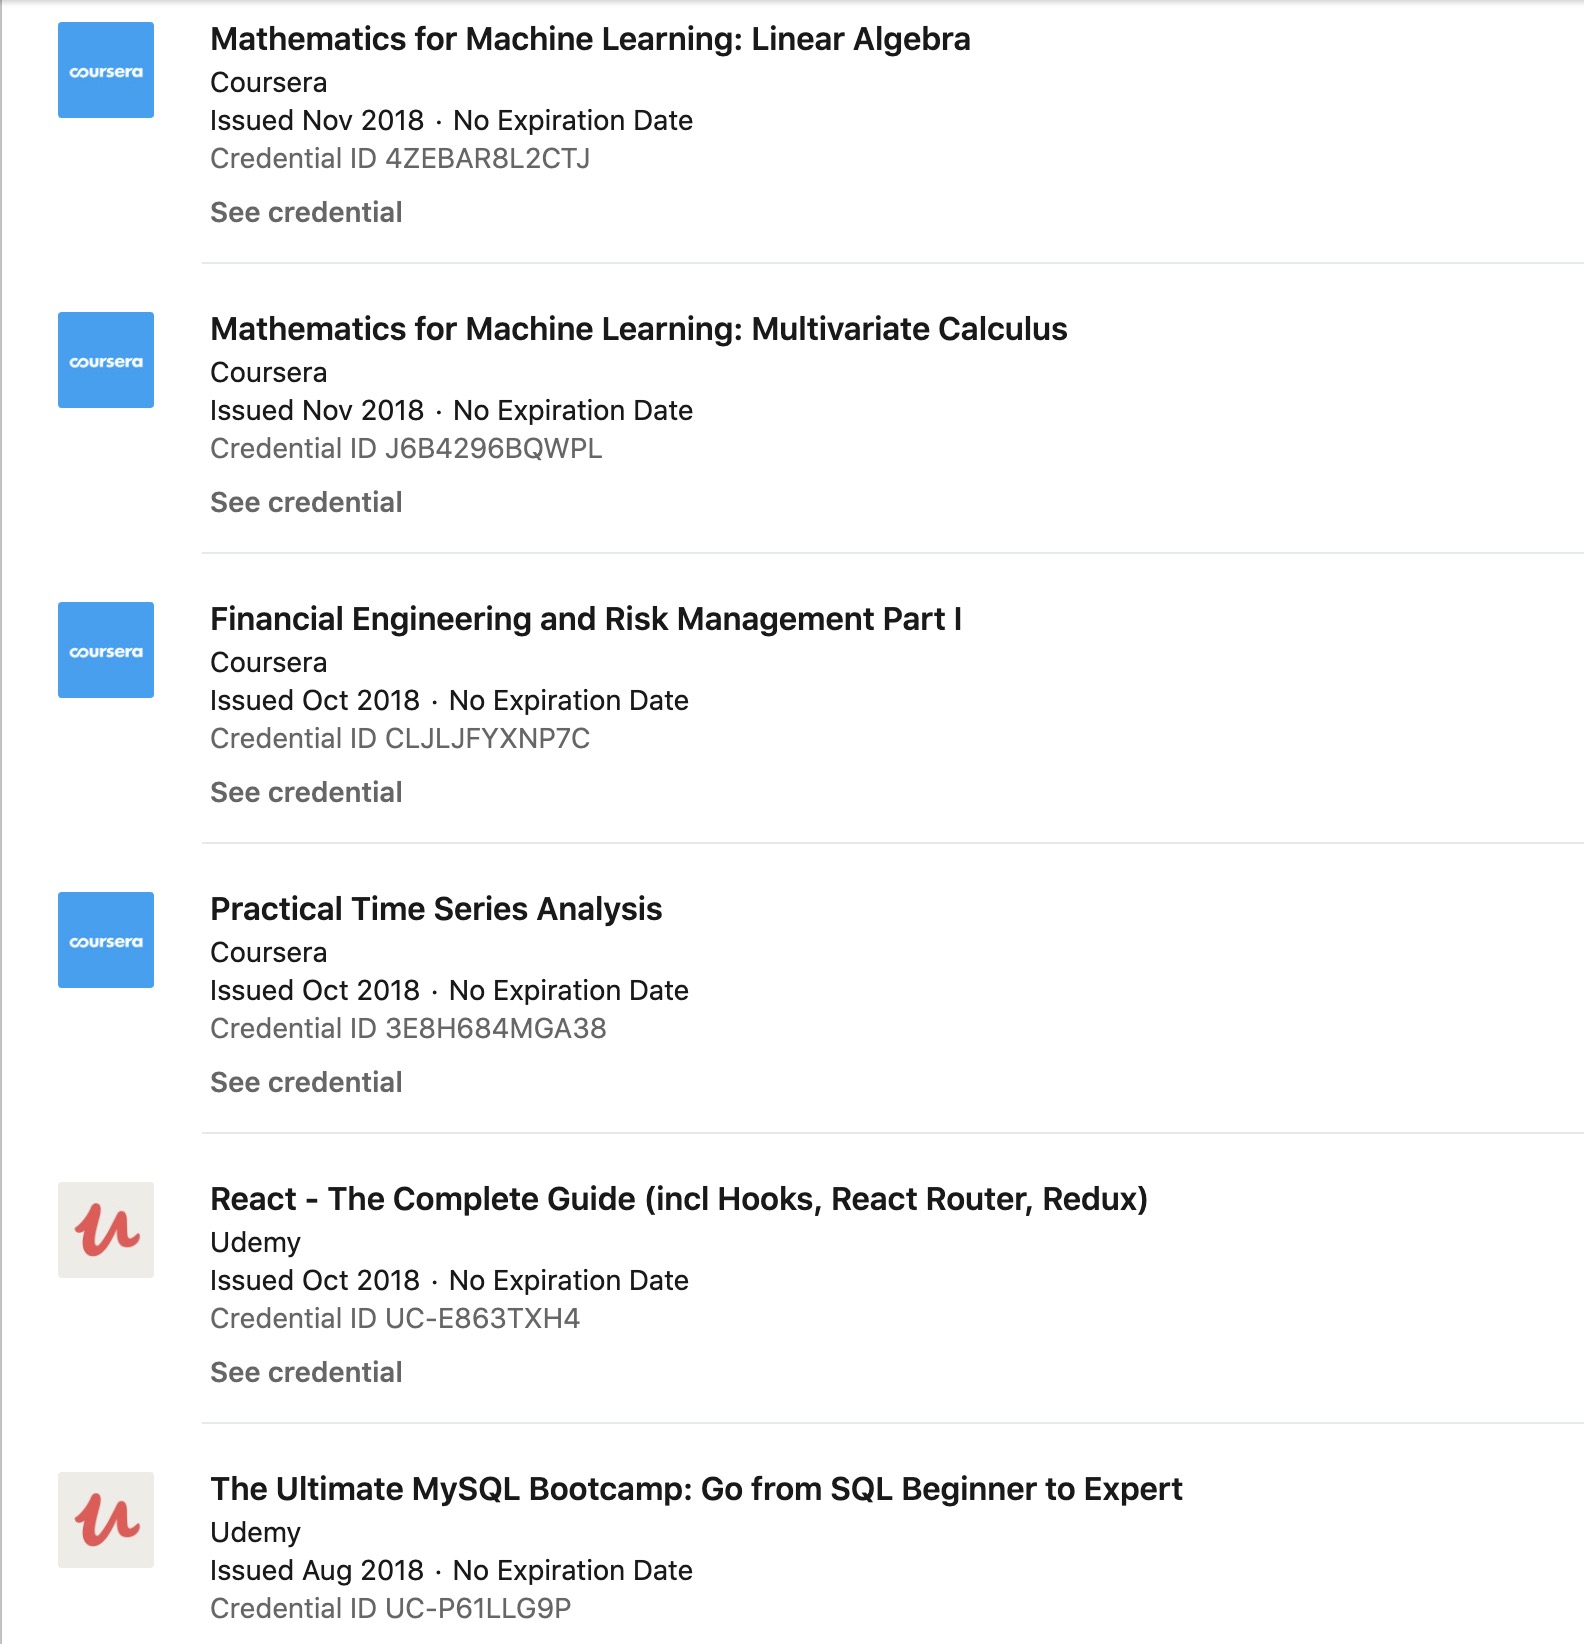 coursera
Mathematics for Machine Learning: Linear Algebra
Coursera
Issued Nov 2018 · No Expiration Date
Credential ID 4ZEBAR8L2CTJ
See credential
coursera
Mathematics for Machine Learning: Multivariate Calculus
Coursera
Issued Nov 2018 · No Expiration Date
Credential ID J6B4296BQWPL
See credential
coursera
Financial Engineering and Risk Management Part I
Coursera
Issued Oct 2018 · No Expiration Date
Credential ID CLJLJFYXNP7C
See credential
coursera
Practical Time Series Analysis
Coursera
Issued Oct 2018 · No Expiration Date
Credential ID 3E8H684MGA38
See credential
u
React - The Complete Guide (incl Hooks, React Router, Redux)
Udemy
Issued Oct 2018 · No Expiration Date
Credential ID UC-E863TXH4
See credential
u
The Ultimate MySQL Bootcamp: Go from SQL Beginner to Expert
Udemy
Issued Aug 2018 · No Expiration Date
Credential ID UC-P61LLG9P